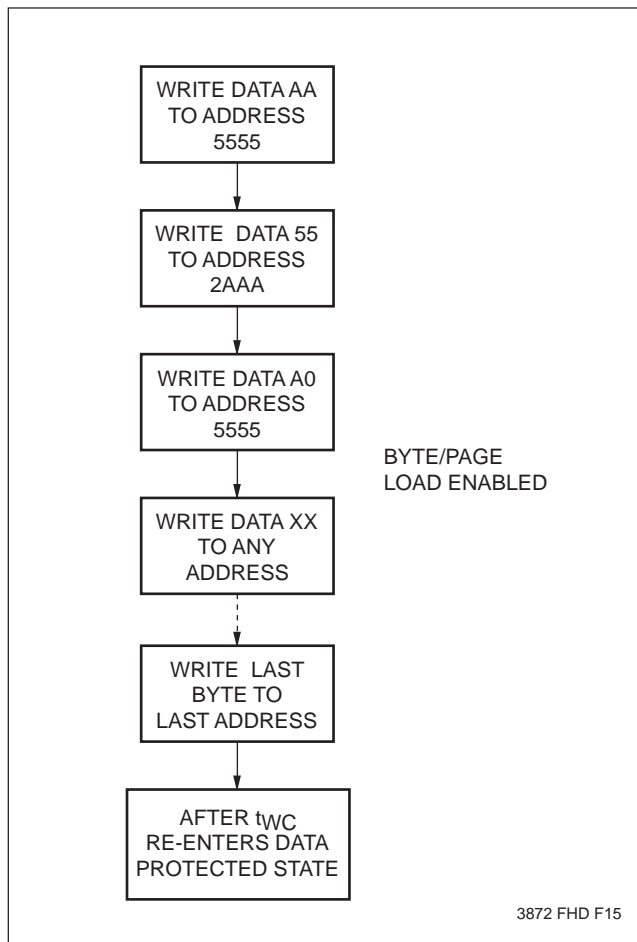 WRITE DATA AA
TO ADDRESS
5555
WRITE DATA 55
TO ADDRESS
2AAA
WRITE DATA A0
TO ADDRESS
5555
BYTE/PAGE
LOAD ENABLED
WRITE DATA XX
TO ANY
ADDRESS
WRITE LAST
BYTE TO
LAST ADDRESS
AFTER tWC
RE-ENTERS DATA
PROTECTED STATE
3872 FHD F15